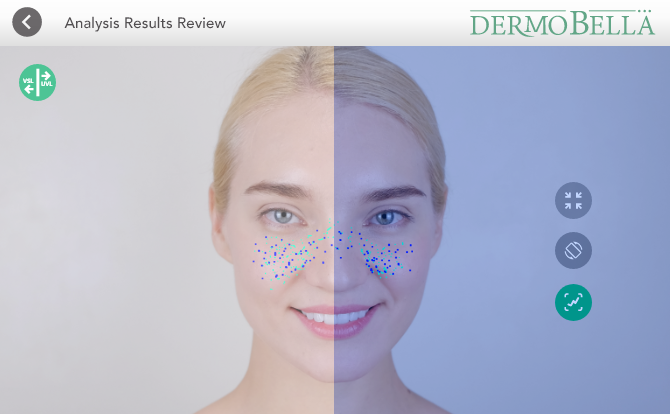 Analysis Results Review
DERMOBELLA
VSL
UVL